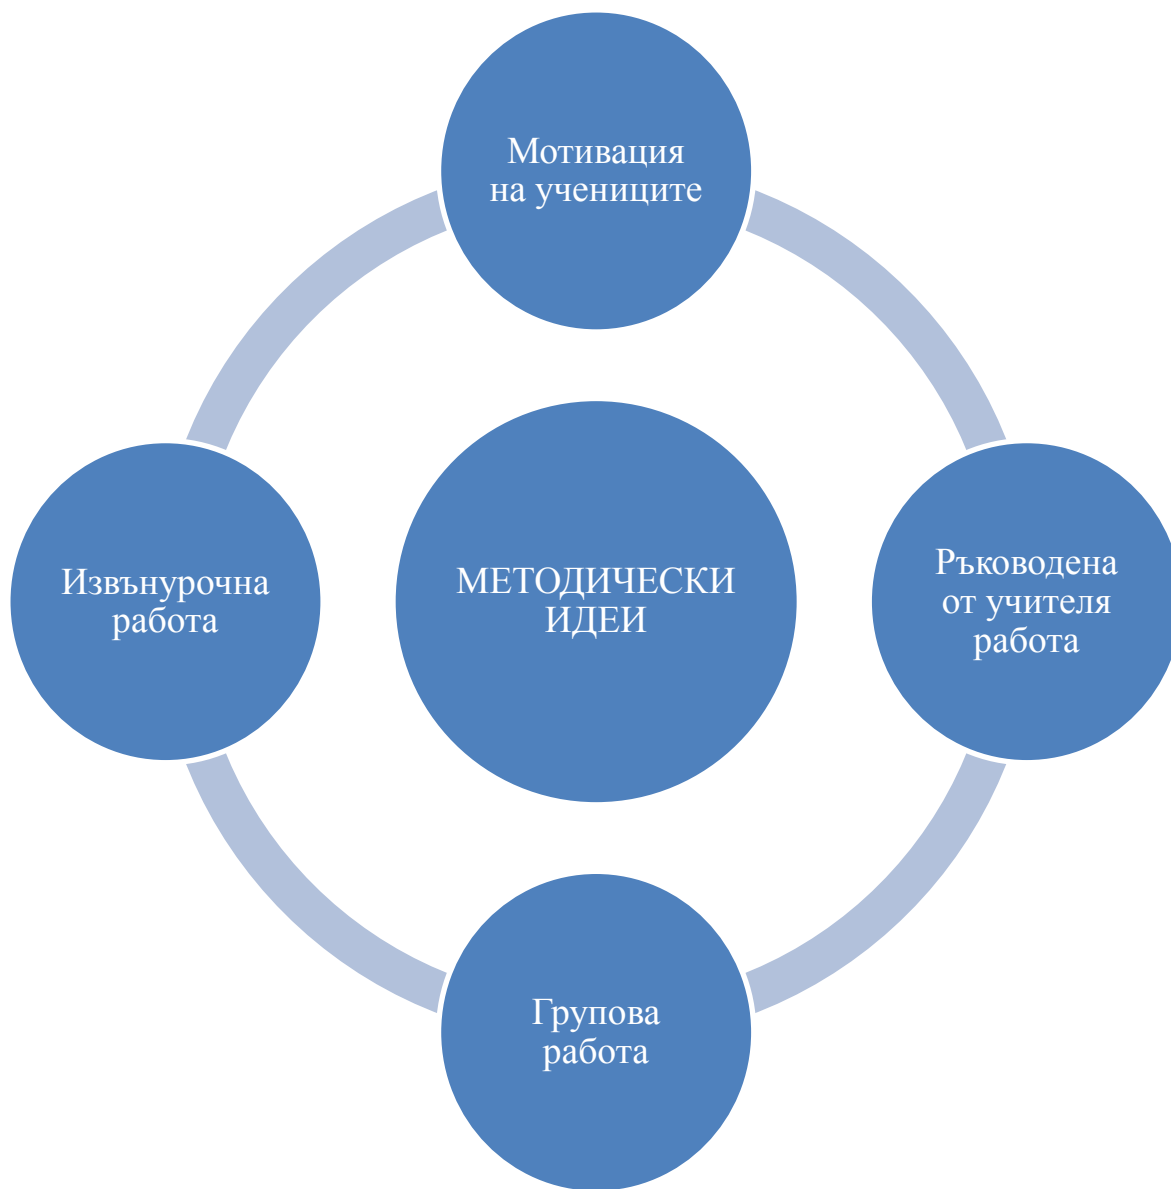 Мотивация
на учениците
Извънурочна
работа
МЕТОДИЧЕСКИ
ИДЕИ
Ръководена
от учителя
работа
Групова
работа